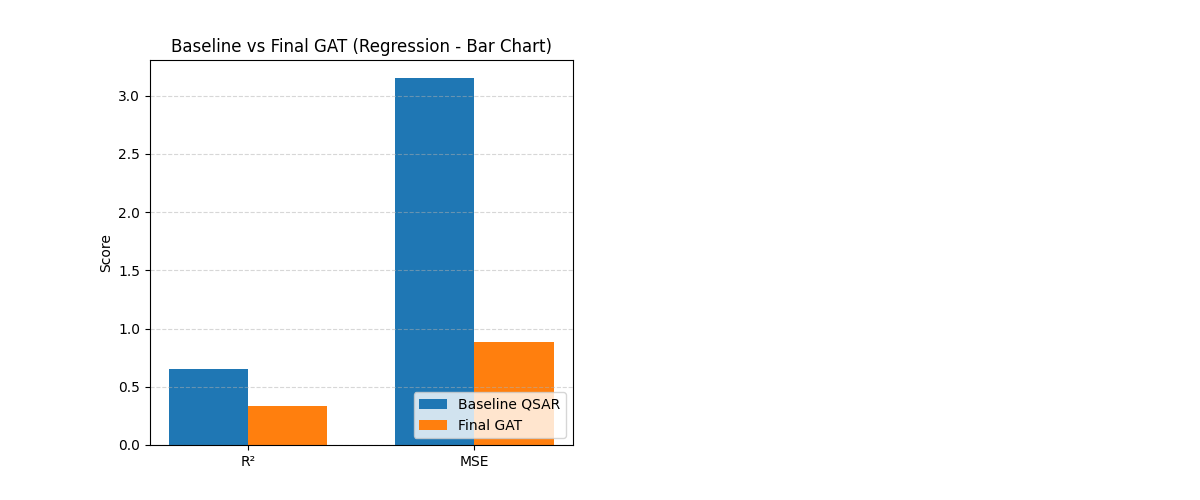 Baseline vs Final GAT (Regression - Bar Chart)
3.0
2.5
2.0
1.5
1.0
0.5
0.0
Score
R²
MSE
Baseline QSAR
Final GAT